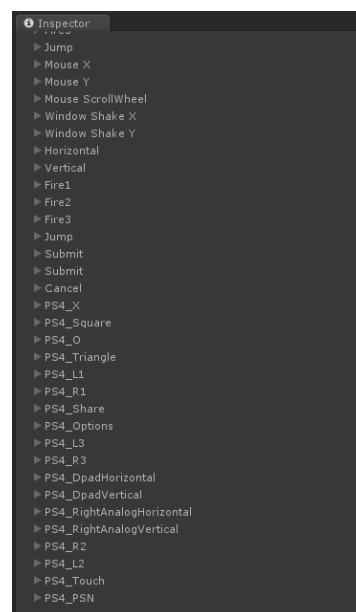 Inspector
Fire3
Jump
Mouse X
Mouse Y
Mouse ScrollWheel
Window Shake X
Window Shake Y
Horizontal
Vertical
Fire1
Fire2
Fire3
Jump
Submit
Submit
Cancel
PS4_X
PS4_Square
PS4_O
PS4_Triangle
PS4_L1
PS4_R1
PS4_Share
PS4_Options
PS4_L3
PS4_R3
PS4_DpadHorizontal
PS4_DpadVertical
PS4_RightAnalogHorizontal
PS4_RightAnalogVertical
PS4_R2
PS4_L2
PS4_Touch
PS4_PSN